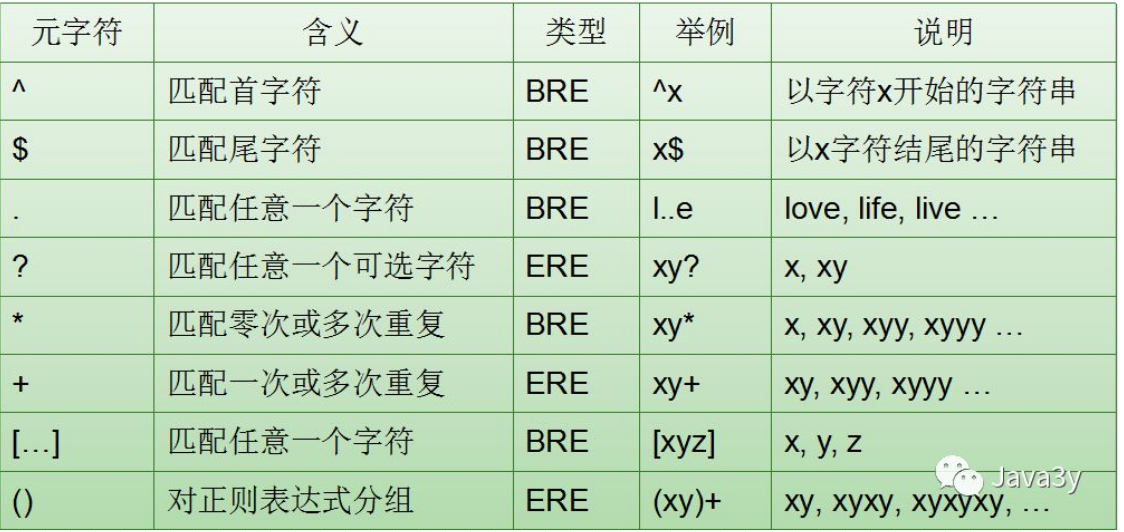 元字符 含义 类型 举例 说明
^ 匹配首字符 BRE ^x 以字符x开始的字符串
$ 匹配尾字符 BRE x$ 以x字符结尾的字符串
. 匹配任意一个字符 BRE l..e love, life, live …
? 匹配任意一个可选字符 ERE xy? x, xy
* 匹配零次或多次重复 BRE xy* x, xy, xyy, xyyy …
+ 匹配一次或多次重复 ERE xy+ xy, xyy, xyyy …
[…] 匹配任意一个字符 BRE [xyz] x, y, z
() 对正则表达式分组 ERE (xy)+ xy, xyxy, xyxyxy, …
Java3y